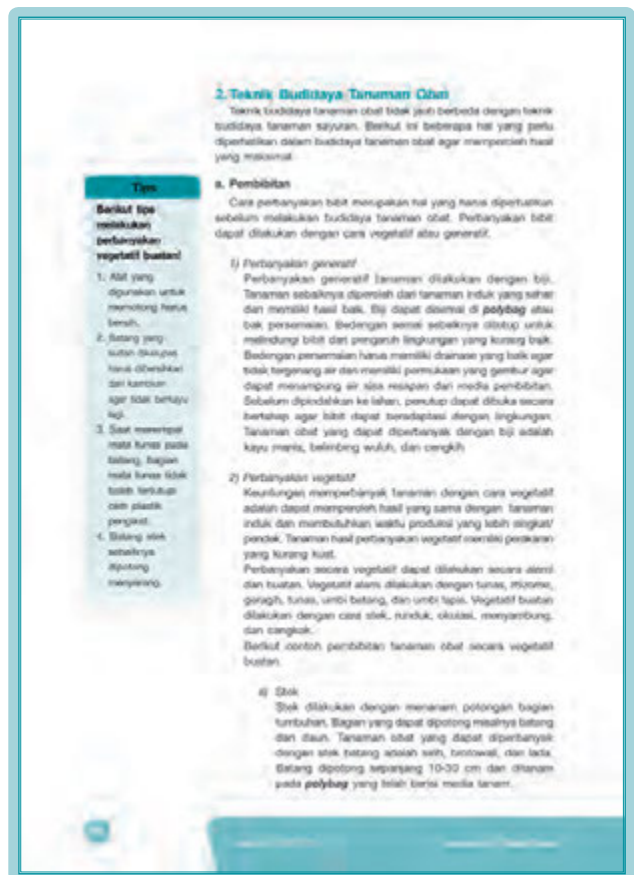 2. Teknik Budidaya Tanaman Obat
Teknik budidaya tanaman obat tidak jauh berbeda dengan teknik
budidaya tanaman sayuran. Berikut ini beberapa hal yang perlu
diperhatikan dalam budidaya tanaman obat agar memperoleh hasil
yang maksimal.
a. Pembibitan
Cara perbanyakan bibit merupakan hal yang harus diperhatikan
sebelum melakukan budidaya tanaman obat. Perbanyakan bibit
dapat dilakukan dengan cara vegetatif atau generatif.
1) Perbanyakan generatif
Perbanyakan generatif tanaman dilakukan dengan biji.
Tanaman sebaiknya diperoleh dari tanaman induk yang sehat
dan memiliki hasil baik. Biji dapat disemai di polybag atau
bak persemaian. Bedengan semai sebaiknya ditutup untuk
melindungi bibit dari pengaruh lingkungan yang kurang baik.
Bedengan persemaian harus memiliki drainase yang baik agar
tidak tergenang air dan memiliki permukaan yang gembur agar
dapat menampung air sisa resapan dari media pembibitan.
Sebelum dipindahkan ke lahan, penutup dapat dibuka secara
bertahap agar bibit dapat beradaptasi dengan lingkungan.
Tanaman obat yang dapat diperbanyak dengan biji adalah
kayu manis, belimbing wuluh, dan cengkih
2) Perbanyakan vegetatif
Keuntungan memperbanyak tanaman dengan cara vegetatif
adalah dapat memperoleh hasil yang sama dengan tanaman
induk dan membutuhkan waktu produksi yang lebih singkat/
pendek. Tanaman hasil perbanyakan vegetatif memiliki perakaran
yang kurang kuat.
Perbanyakan secara vegetatif dapat dilakukan secara alami
dan buatan. Vegetatif alami dilakukan dengan tunas, rhizome,
geragih, tunas, umbi batang, dan umbi lapis. Vegetatif buatan
dilakukan dengan cara stek, runduk, okulasi, menyambung,
dan cangkok.
Berikut contoh pembibitan tanaman obat secara vegetatif
buatan.
a) Stek
Stek dilakukan dengan menanam potongan bagian
tumbuhan. Bagian yang dapat dipotong misalnya batang
dan daun. Tanaman obat yang dapat diperbanyak
dengan stek batang adalah sirih, brotowali, dan lada.
Batang dipotong sepanjang 10-30 cm dan ditanam
pada polybag yang telah berisi media tanam.
Tips
Berikut tips
melakukan
perbanyakan
vegetatif buatan!
1. Alat yang
digunakan untuk
memotong harus
bersih.
2. Batang yang
sudah dikupas
harus dibersihkan
dari kambium
agar tidak berkayu
lagi.
3. Saat menempel
mata tunas pada
batang, bagian
mata tunas tidak
boleh tertutup
oleh plastik
pengikat.
4. Batang stek
sebaiknya
dipotong
menyerong.